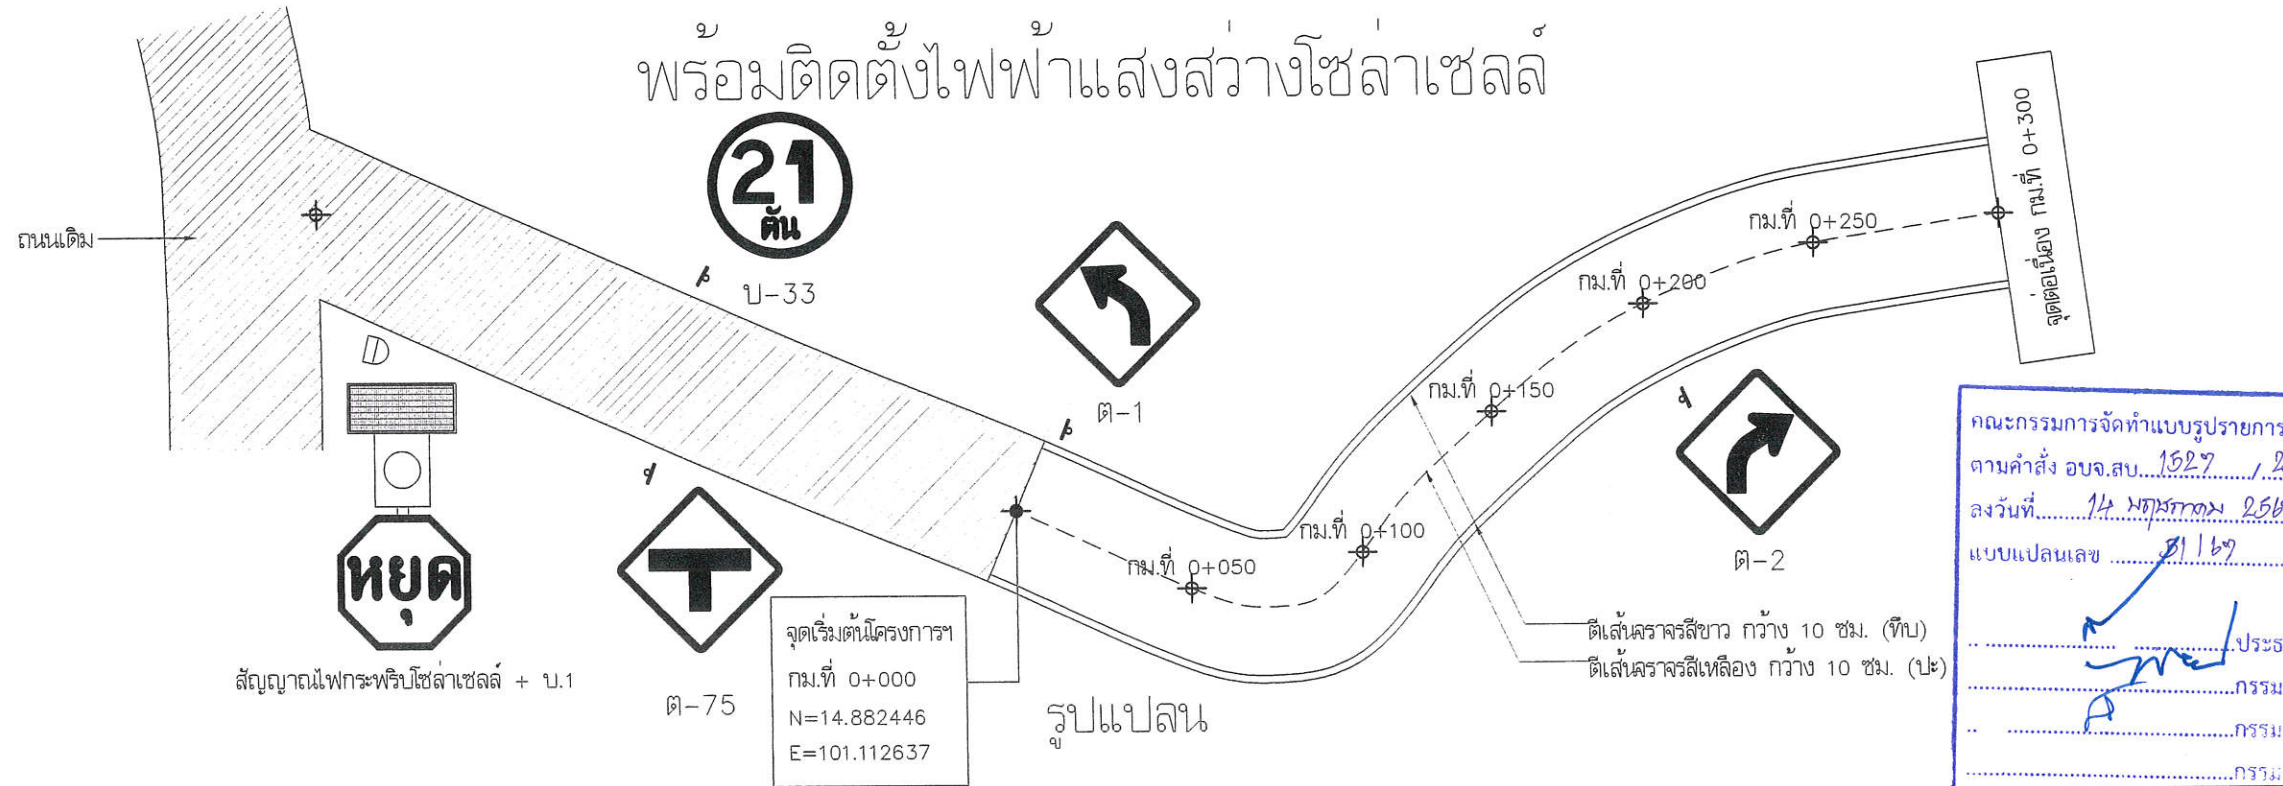 พร้อมติดตั้งไฟฟ้าแสงสว่างโซล่าเซลล์
ถนนเดิม
21
ตัน
บ-33
ต-1
กม.ที่ 0+250
กม.ที่ 0+200
กม.ที่ 0+150
กม.ที่ 0+100
กม.ที่ 0+050
จุดต่อเนื่อง กม.ที่ 0+300
หยุด
สัญญาณไฟกระพริบโซล่าเซลล์ + บ.1
ต-75
จุดเริ่มต้นโครงการฯ
กม.ที่ 0+000
N=14.882446
E=101.112637
รูปแปลน
ต-2
ตีเส้นจราจรสีขาว กว้าง 10 ซม. (ทึบ)
ตีเส้นจราจรสีเหลือง กว้าง 10 ซม. (ปะ)
คณะกรรมการจัดทำแบบรูปรายการ
ตามคำสั่ง อบจ.สบ. 1527 / 2
ลงวันที่ 14 พฤษภาคม 256
แบบแปลนเลข
ประธ
กรรม
กรรม
กรรม